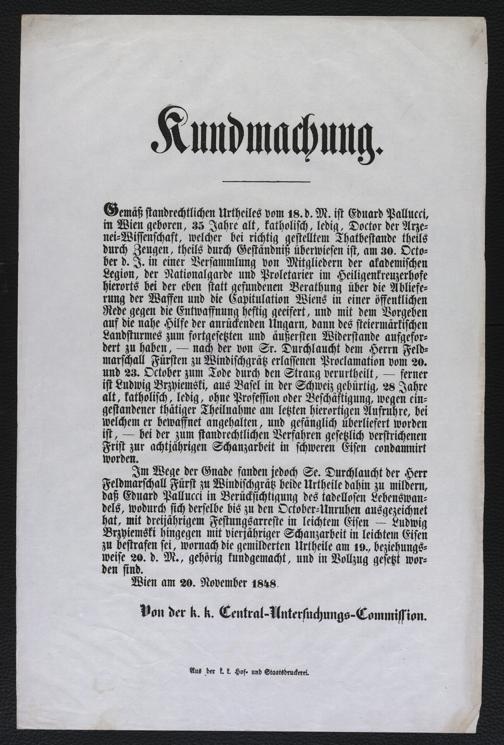 Kundmachung.
Gemäß standrechtlichen Urtheiles vom 18. d. M. ist Eduard Pallucci,
in Wien geboren, 35 Jahre alt, katholisch, ledig, Doctor der Arze-
nei-Wissenschaft, welcher bei richtig gestelltem Thatbestande theils
durch Zeugen, theils durch Geständniß überwiesen ist, am 30. Octo-
ber d. J. in einer Versammlung von Mitgliedern der akademischen
Legion, der Nationalgarde und Proletarier im Heiligenkreuzerhofe
hierorts bei der eben statt gefundenen Berathung über die Abliefe-
rung der Waffen und die Capitulation Wiens in einer öffentlichen
Rede gegen die Entwaffnung heftig geeifert, und mit dem Vorgeben
auf die nahe Hilfe der anrückenden Ungarn, dann des steiermärkischen
Landsturmes zum fortgesetzten und äußersten Widerstande aufgefor-
dert zu haben, — nach der von Sr. Durchlaucht dem Herrn Feld-
marschall Fürsten zu Windischgrätz erlassenen Proclamation vom 20.
und 23. October zum Tode durch den Strang verurtheilt, — ferner
ist Ludwig Brzyiemski, aus Basel in der Schweiz gebürtig, 28 Jahre
alt, katholisch, ledig, ohne Profession oder Beschäftigung, wegen ein-
gestandener thätiger Theilnahme am letzten hierortigen Aufruhre, bei
welchem er bewaffnet angehalten, und gefänglich überliefert worden
ist, — bei der zum standrechtlichen Verfahren gesetzlich verstrichenen
Frist zur achtjährigen Schanzarbeit in schweren Eisen condamnirt
worden.
Im Wege der Gnade fanden jedoch Se. Durchlaucht der Herr
Feldmarschall Fürst zu Windischgrätz beide Urtheile dahin zu mildern,
daß Eduard Pallucci in Berücksichtigung des tadellosen Lebenswan-
dels, wodurch sich derselbe bis zu den October-Unruhen ausgezeichnet
hat, mit dreijährigem Festungsarreste in leichtem Eisen — Ludwig
Brzyiemski hingegen mit vierjähriger Schanzarbeit in leichtem Eisen
zu bestrafen sei, wornach die gemilderten Urtheile am 19., beziehungs-
weise 20. d. M., gehörig kundgemacht, und in Vollzug gesetzt wor-
den sind.
Wien am 20. November 1848.
Von der k. k. Central-Untersuchungs-Commission.
Aus der k. k. Hof- und Staatsdruckerei.